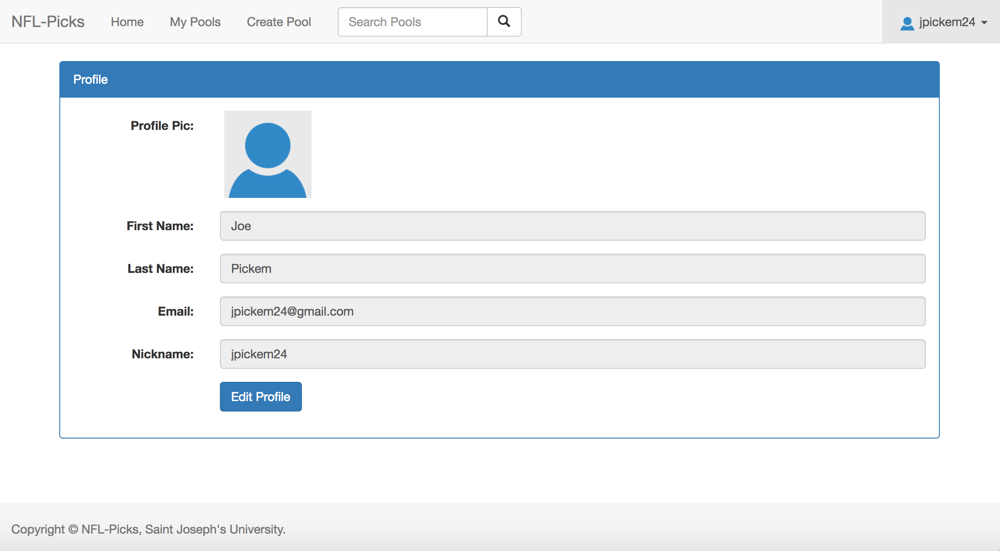 NFL-Picks Home My Pools Create Pool Search Pools jpickem24
Profile
Profile Pic:
First Name: Joe
Last Name: Pickem
Email: jpickem24@gmail.com
Nickname: jpickem24
Edit Profile
Copyright © NFL-Picks, Saint Joseph's University.